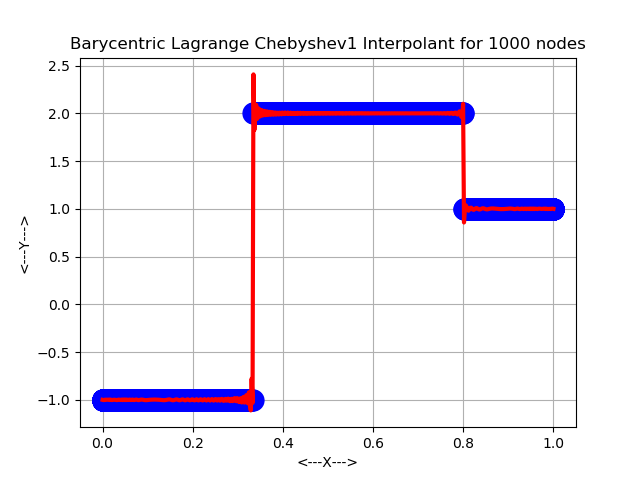 Barycentric Lagrange Chebyshev1 Interpolant for 1000 nodes
2.5
2.0
1.5
1.0
0.5
0.0
−0.5
−1.0
<---Y--->
0.0 0.2 0.4 0.6 0.8 1.0
<---X--->